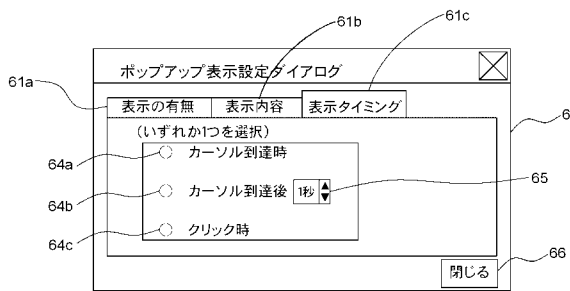 61b
61c
ポップアップ表示設定ダイアログ
61a
表示の有無 表示内容 表示タイミング
6
(いずれか1つを選択)
64a カーソル到達時
64b カーソル到達後 1秒 65
64c クリック時
閉じる 66